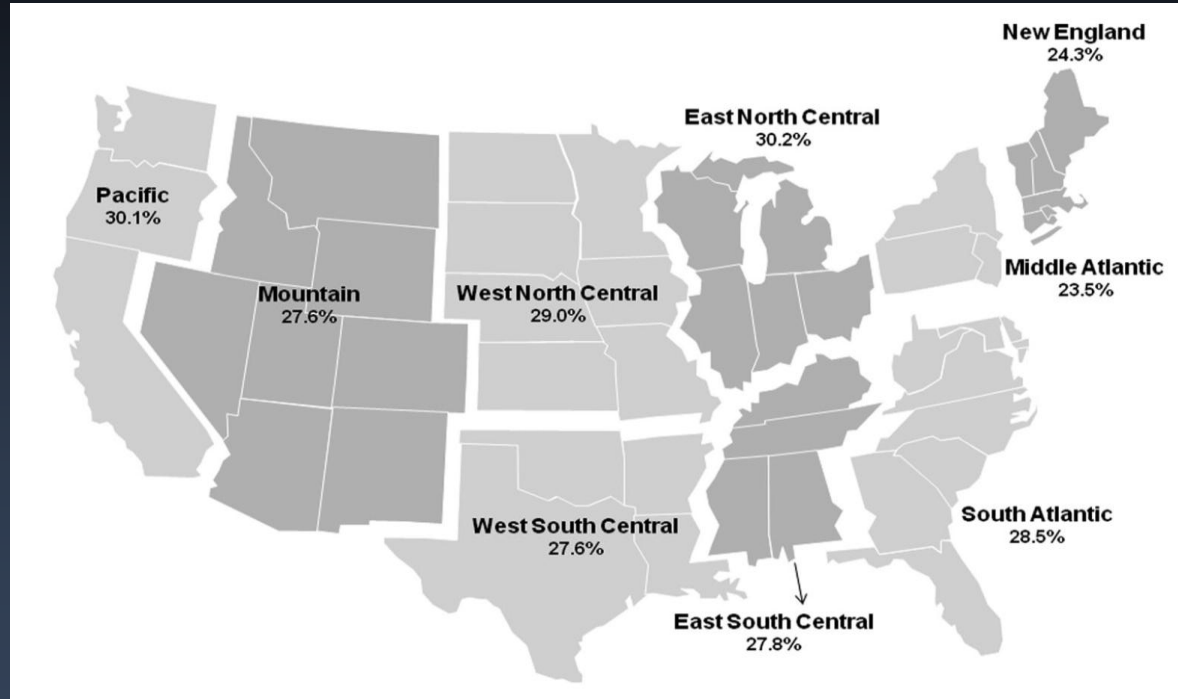 New England
24.3%
East North Central
30.2%
Pacific
30.1%
Middle Atlantic
23.5%
Mountain
27.6%
West North Central
29.0%
West South Central
27.6%
South Atlantic
28.5%
East South Central
27.8%